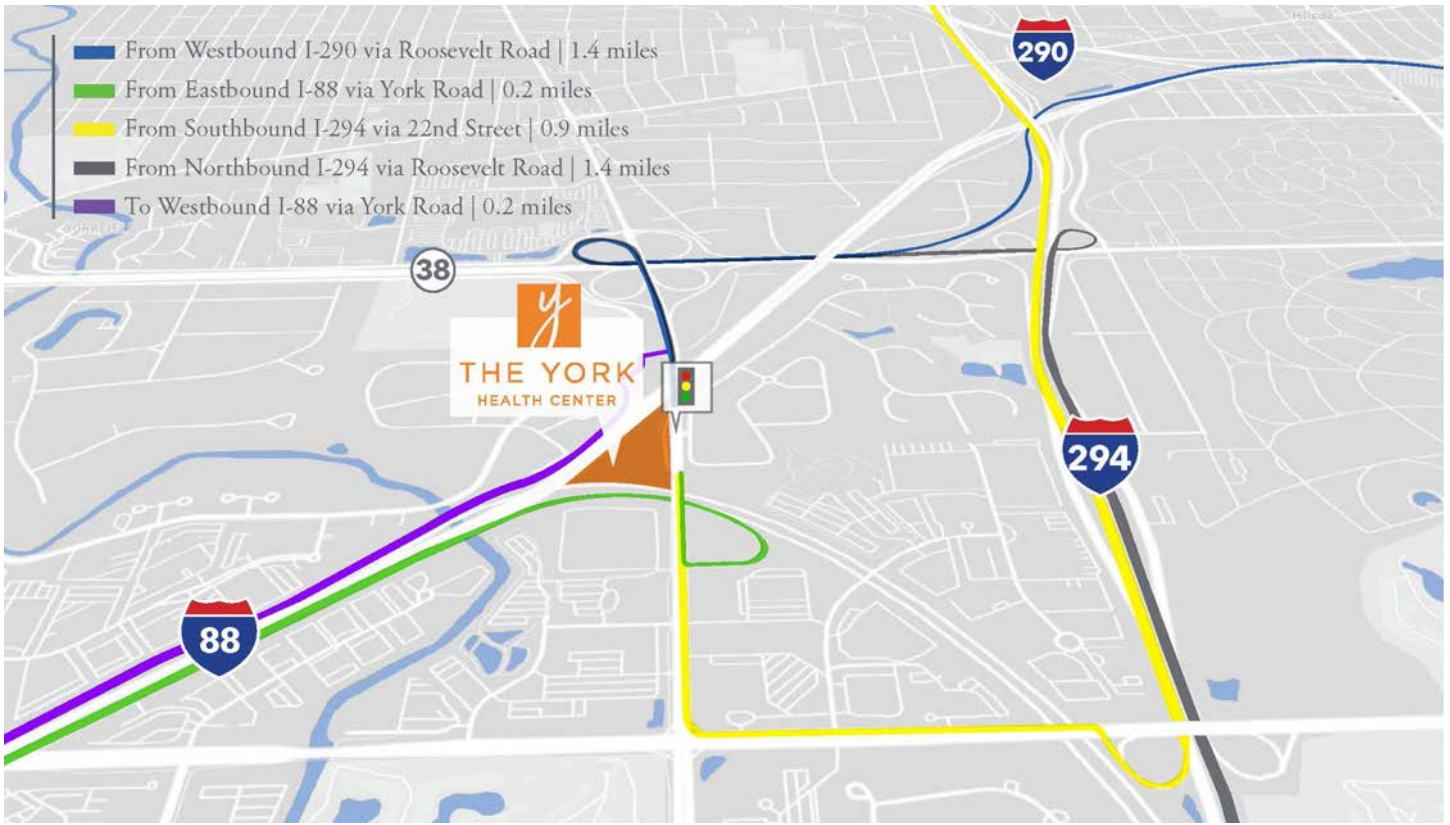 From Westbound I-290 via Roosevelt Road | 1.4 miles
From Eastbound I-88 via York Road | 0.2 miles
From Southbound I-294 via 22nd Street | 0.9 miles
From Northbound I-294 via Roosevelt Road | 1.4 miles
To Westbound I-88 via York Road | 0.2 miles
Hillside
290
38
y
THE YORK
HEALTH CENTER
294
88